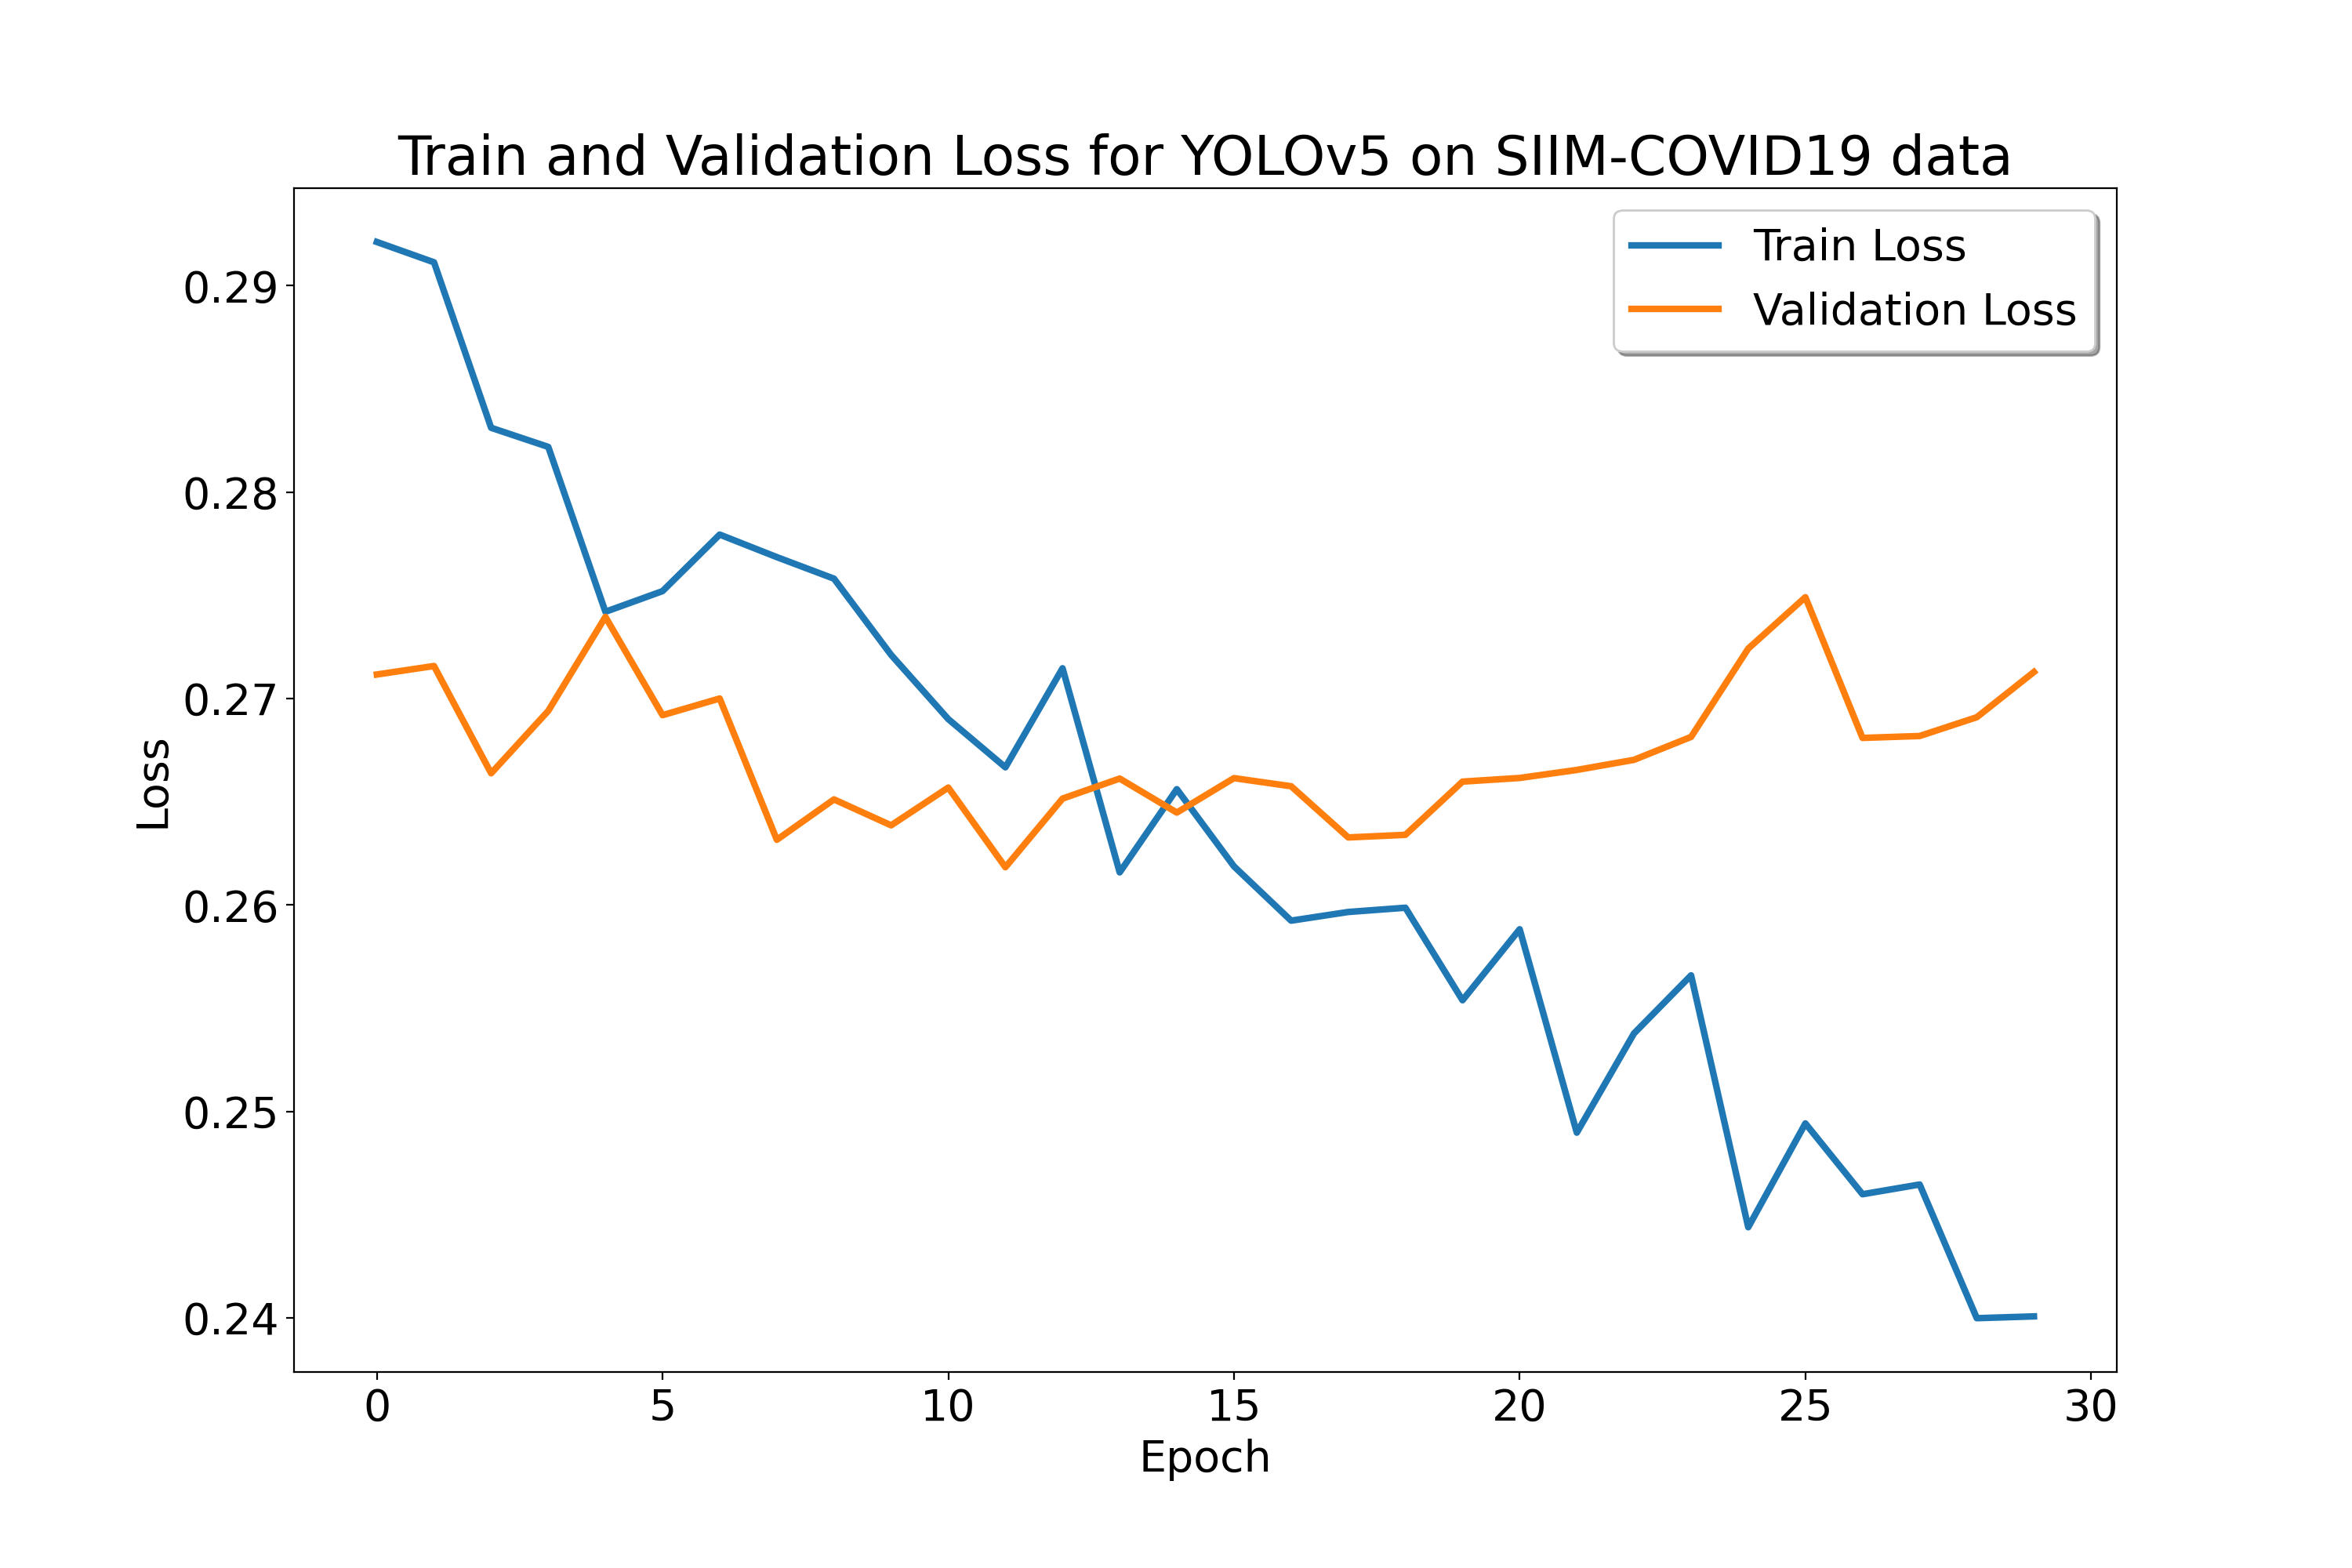 Train and Validation Loss for YOLOv5 on SIIM-COVID19 data
Train Loss
Validation Loss
0.29
0.28
0.27
0.26
0.25
0.24
Loss
0 5 10 15 20 25 30
Epoch